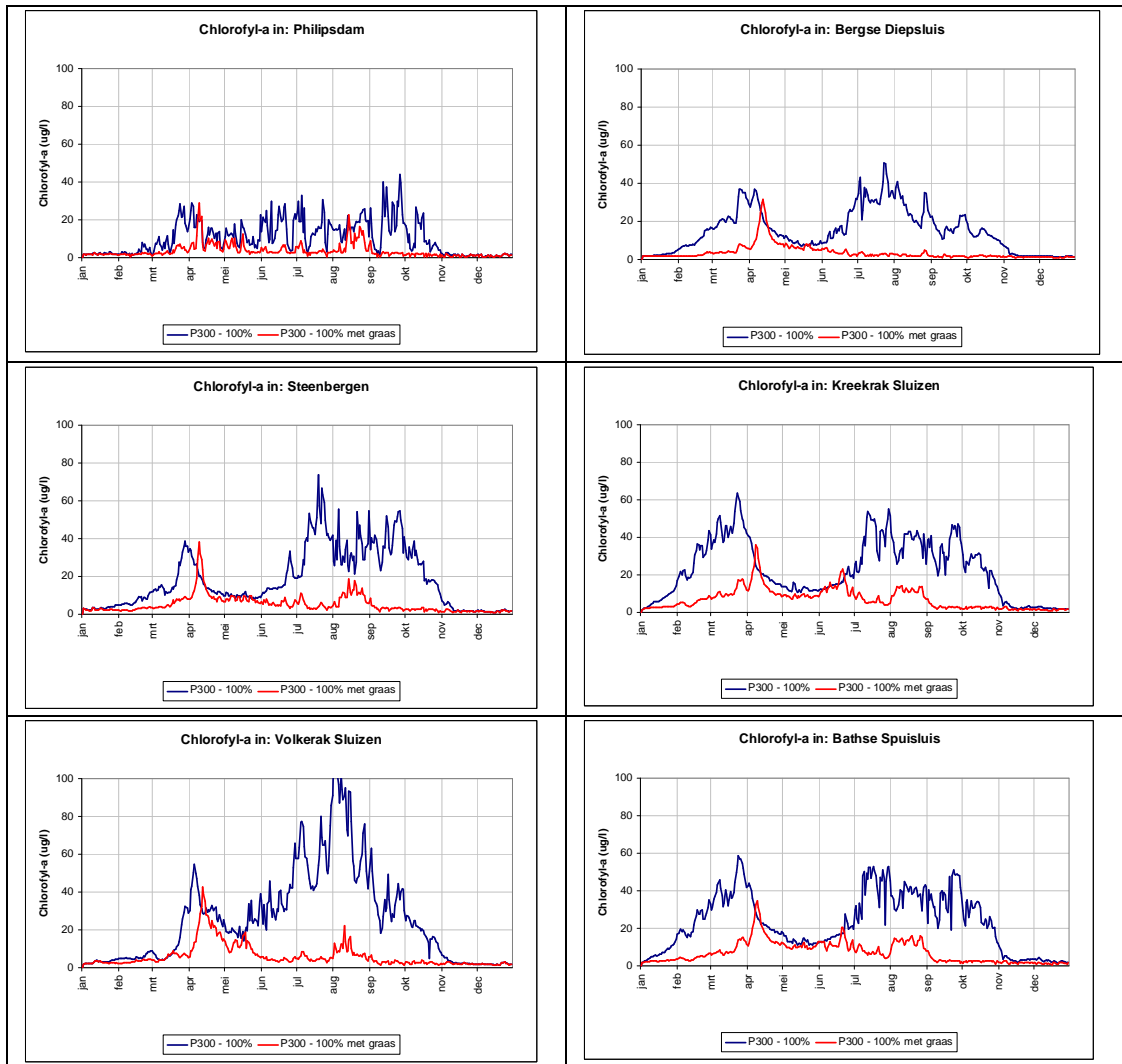 Chlorofyl-a in: Philipsdam
Chlorofyl-a (ug/l)
100
80
60
40
20
0
jan feb mrt apr mei jun jul aug sep okt nov dec
P300 - 100% P300 - 100% met graas
Chlorofyl-a in: Bergse Diepsluis
Chlorofyl-a (ug/l)
100
80
60
40
20
0
jan feb mrt apr mei jun jul aug sep okt nov dec
P300 - 100% P300 - 100% met graas
Chlorofyl-a in: Steenbergen
Chlorofyl-a (ug/l)
100
80
60
40
20
0
jan feb mrt apr mei jun jul aug sep okt nov dec
P300 - 100% P300 - 100% met graas
Chlorofyl-a in: Kreekrak Sluizen
Chlorofyl-a (ug/l)
100
80
60
40
20
0
jan feb mrt apr mei jun jul aug sep okt nov dec
P300 - 100% P300 - 100% met graas
Chlorofyl-a in: Volkerak Sluizen
Chlorofyl-a (ug/l)
100
80
60
40
20
0
jan feb mrt apr mei jun jul aug sep okt nov dec
P300 - 100% P300 - 100% met graas
Chlorofyl-a in: Bathse Spuisluis
Chlorofyl-a (ug/l)
100
80
60
40
20
0
jan feb mrt apr mei jun jul aug sep okt nov dec
P300 - 100% P300 - 100% met graas